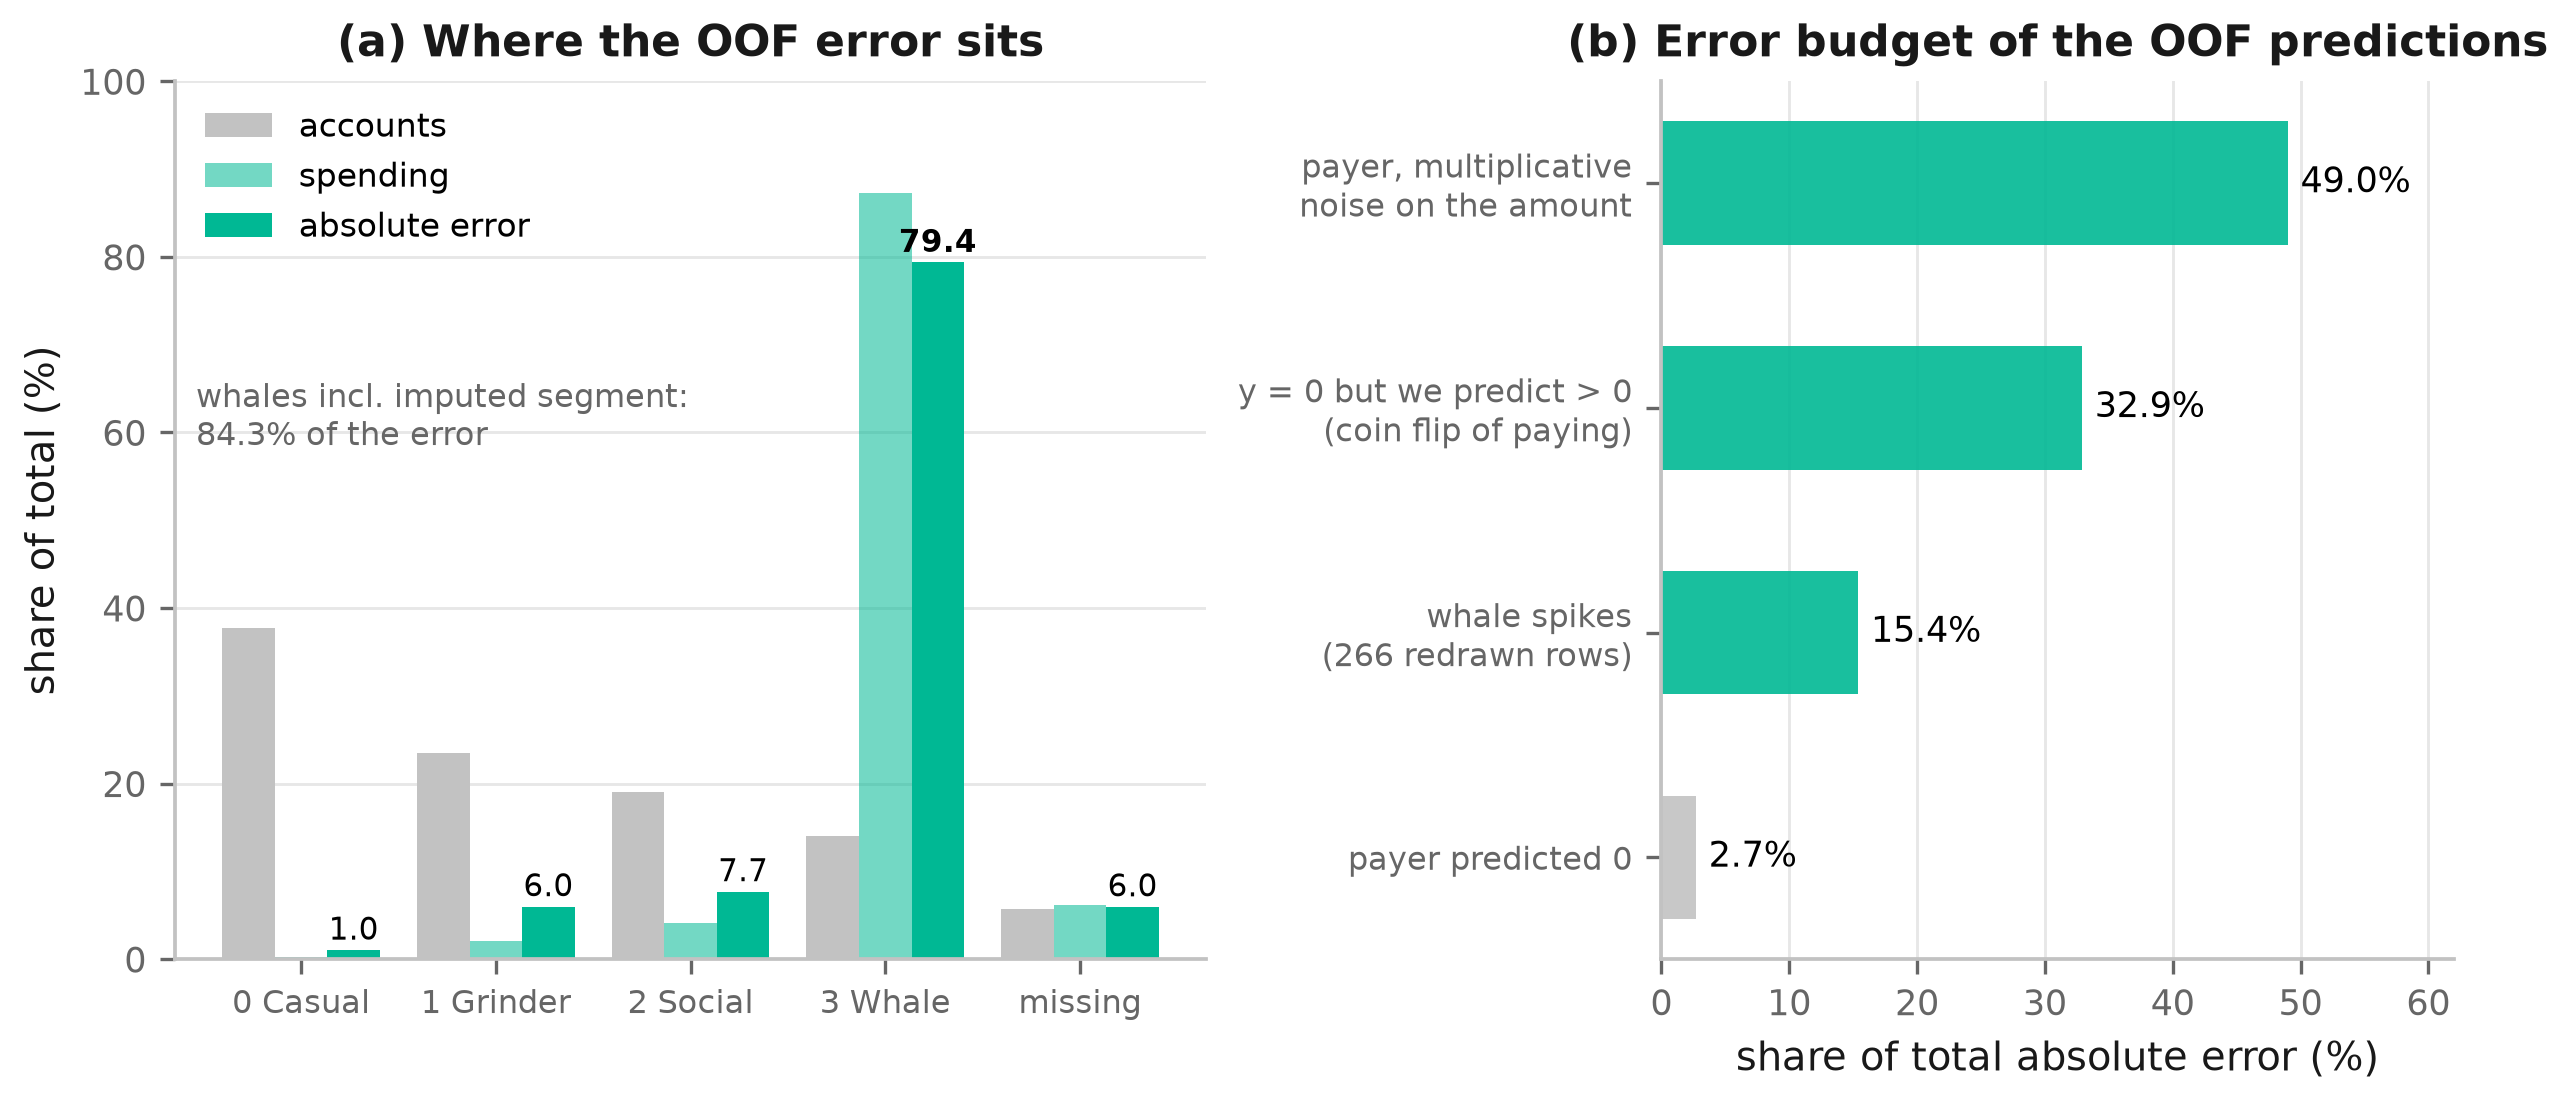 (a) Where the OOF error sits
100
80
60
40
20
0
share of total (%)
accounts
spending
absolute error
whales incl. imputed segment:
84.3% of the error
1.0
6.0
7.7
79.4
6.0
0 Casual
1 Grinder
2 Social
3 Whale
missing
(b) Error budget of the OOF predictions
payer, multiplicative
noise on the amount
49.0%
y = 0 but we predict > 0
(coin flip of paying)
32.9%
whale spikes
(266 redrawn rows)
15.4%
payer predicted 0
2.7%
0
10
20
30
40
50
60
share of total absolute error (%)